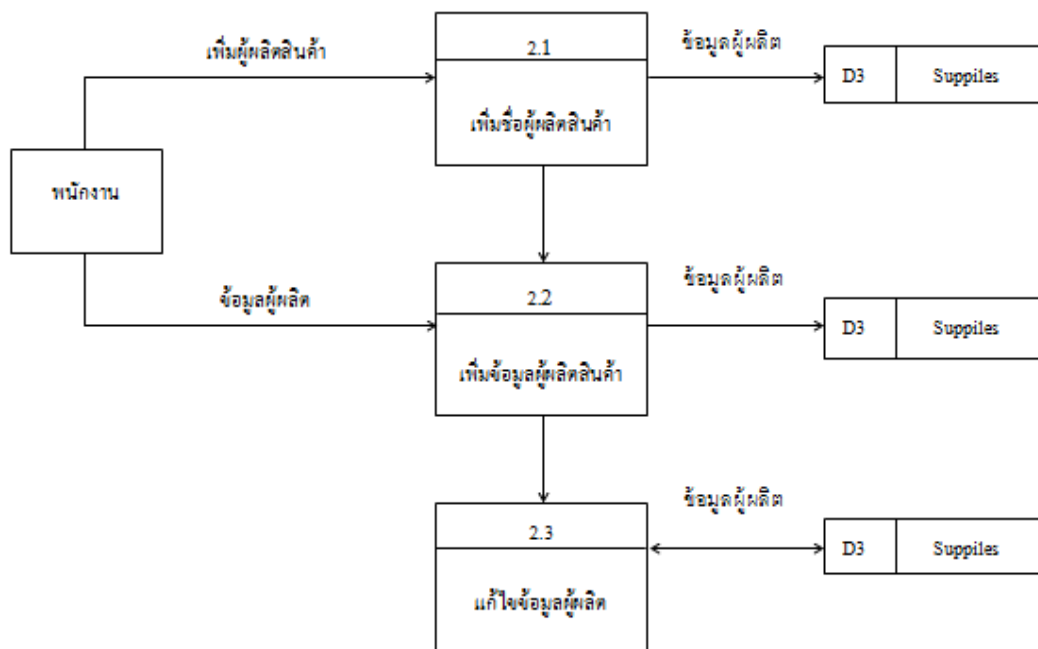 2.1
ข้อมูลผู้ผลิต
เพิ่มผู้ผลิตสินค้า
D3 Suppiles
เพิ่มชื่อผู้ผลิตสินค้า
พนักงาน
ข้อมูลผู้ผลิต
2.2
ข้อมูลผู้ผลิต
D3 Suppiles
เพิ่มข้อมูลผู้ผลิตสินค้า
ข้อมูลผู้ผลิต
2.3
D3 Suppiles
แก้ไขข้อมูลผู้ผลิต